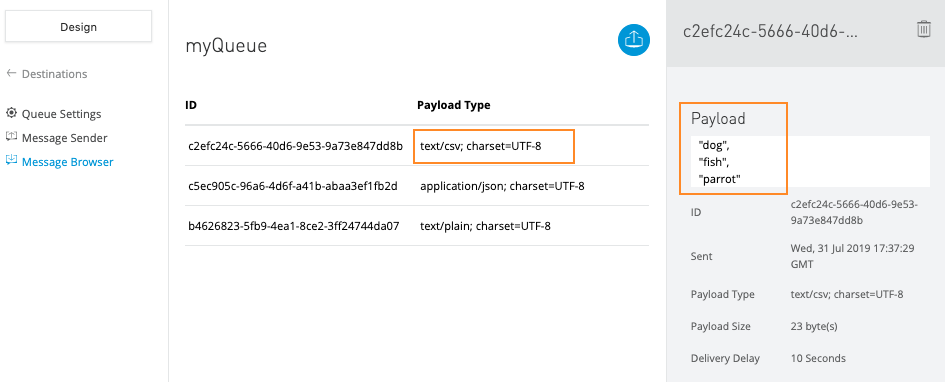 Design
Destinations
Queue Settings
Message Sender
Message Browser
myQueue
ID Payload Type
c2efc24c-5666-40d6-9e53-9a73e847dd8b text/csv; charset=UTF-8
c5ec905c-96a6-4d6f-a41b-abaa3ef1fb2d application/json; charset=UTF-8
b4626823-5fb9-4ea1-8ce2-3ff24744da07 text/plain; charset=UTF-8
c2efc24c-5666-40d6-...
Payload
"dog",
"fish",
"parrot"
ID c2efc24c-5666-40d6-9e53-
9a73e847dd8b
Sent Wed, 31 Jul 2019 17:37:29
GMT
Payload Type text/csv; charset=UTF-8
Payload Size 23 byte(s)
Delivery Delay 10 Seconds